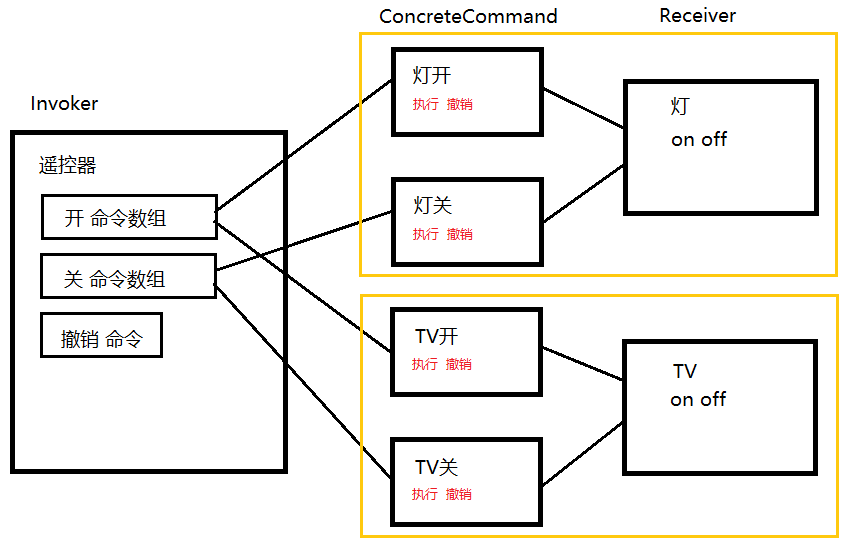 ConcreteCommand
Receiver
Invoker
遥控器
开 命令数组
关 命令数组
撤销 命令
灯开
执行 撤销
灯关
执行 撤销
灯
on off
TV开
执行 撤销
TV关
执行 撤销
TV
on off